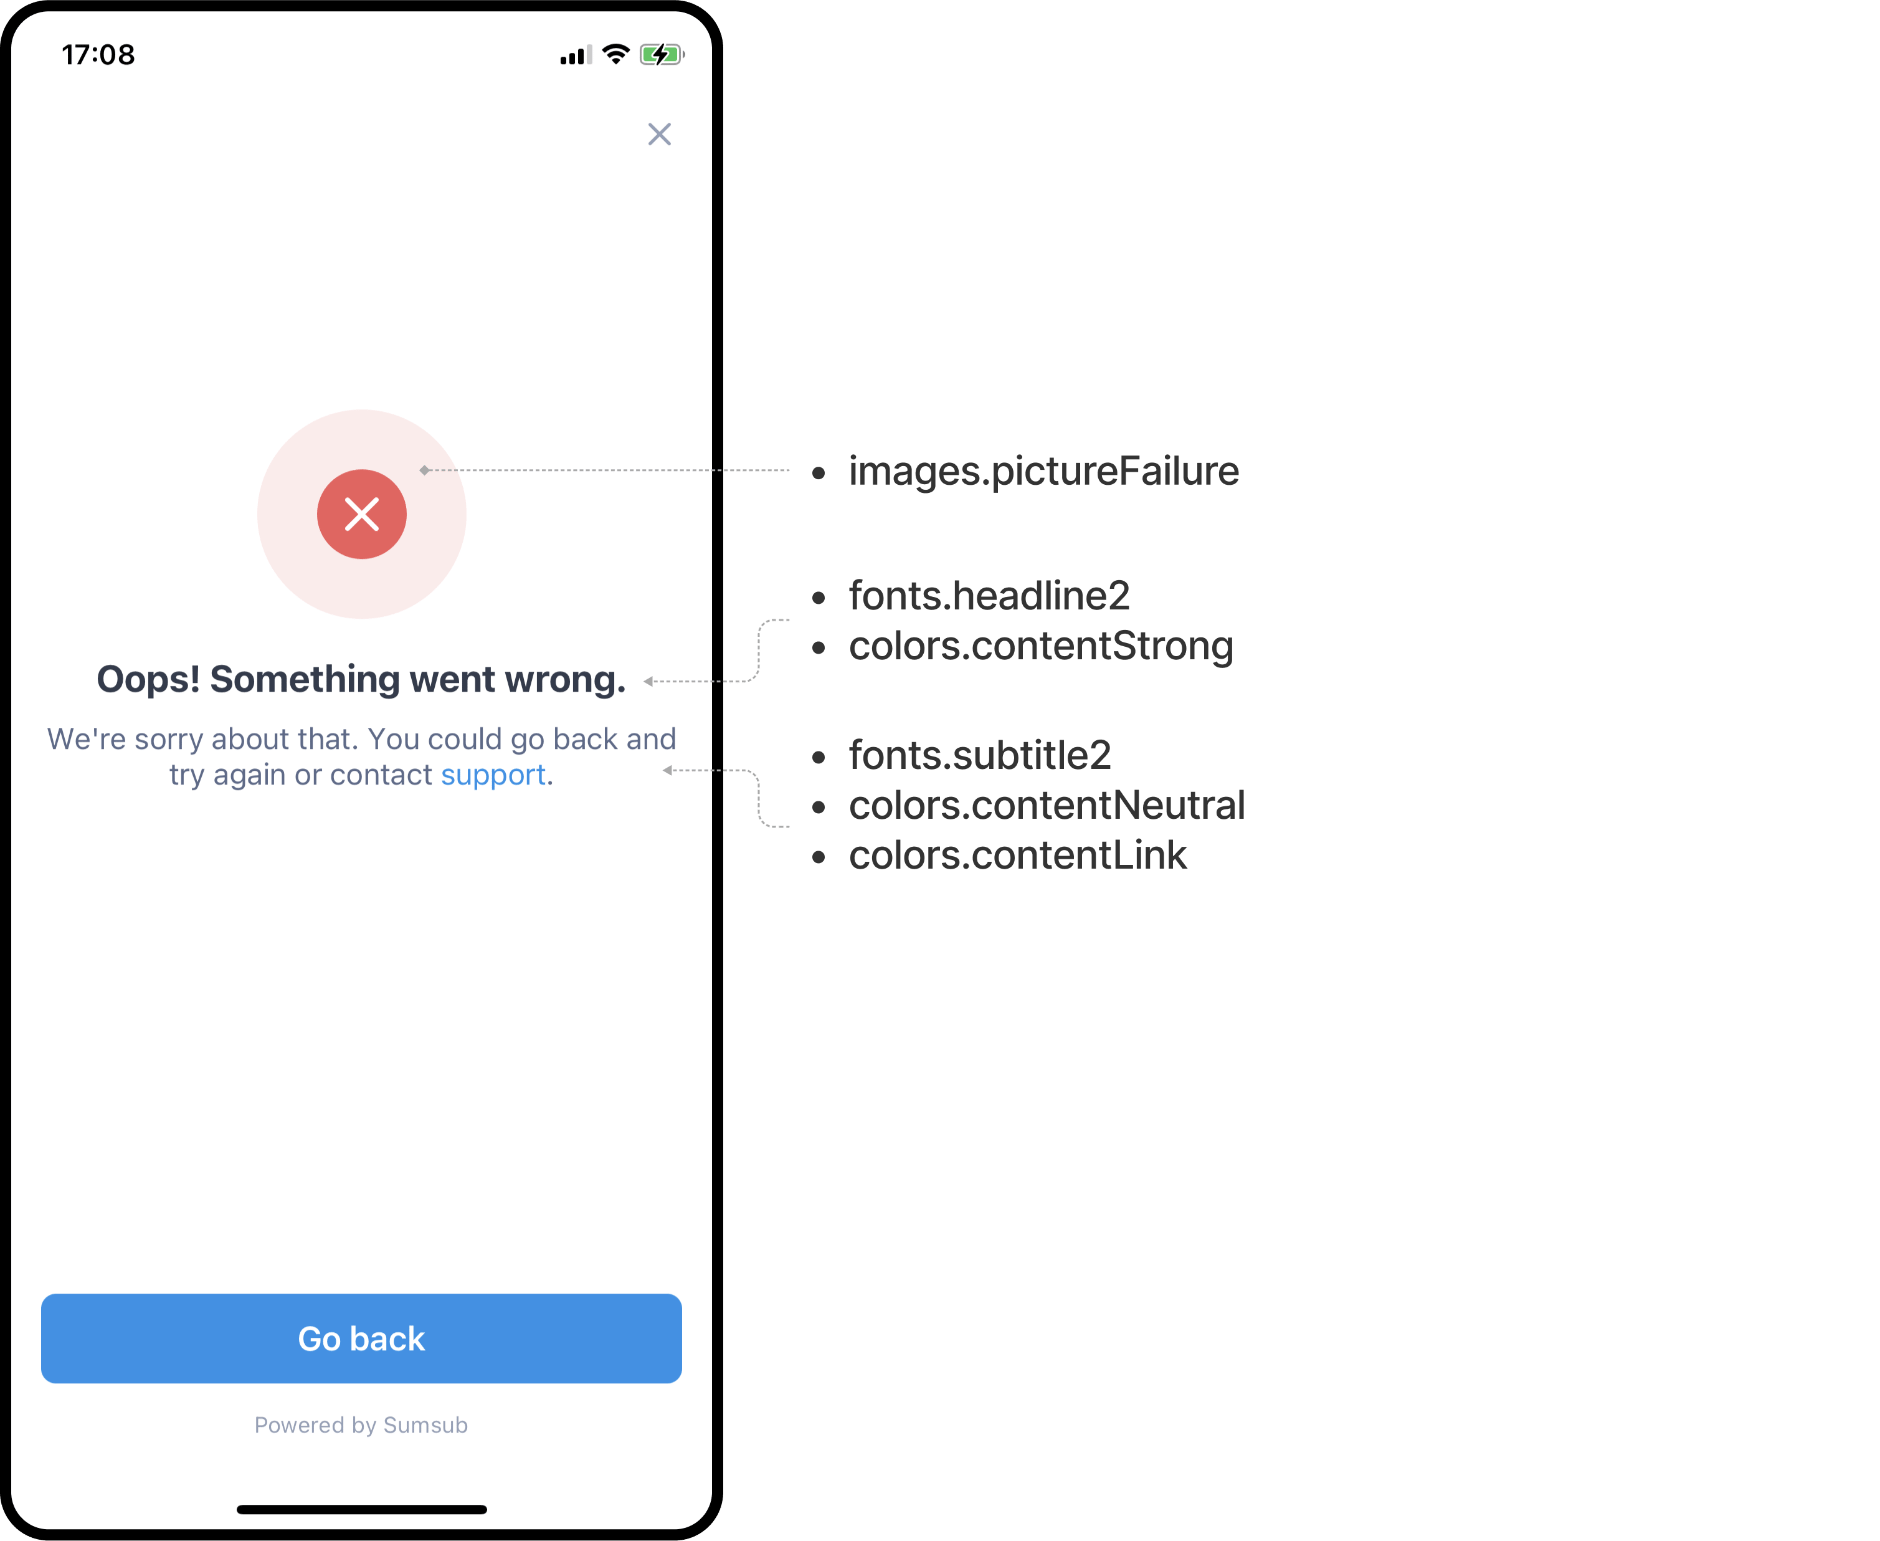 17:08
• images.pictureFailure
• fonts.headline2
• colors.contentStrong
Oops! Something went wrong.
We're sorry about that. You could go back and
try again or contact support.
• fonts.subtitle2
• colors.contentNeutral
• colors.contentLink
Go back
Powered by Sumsub